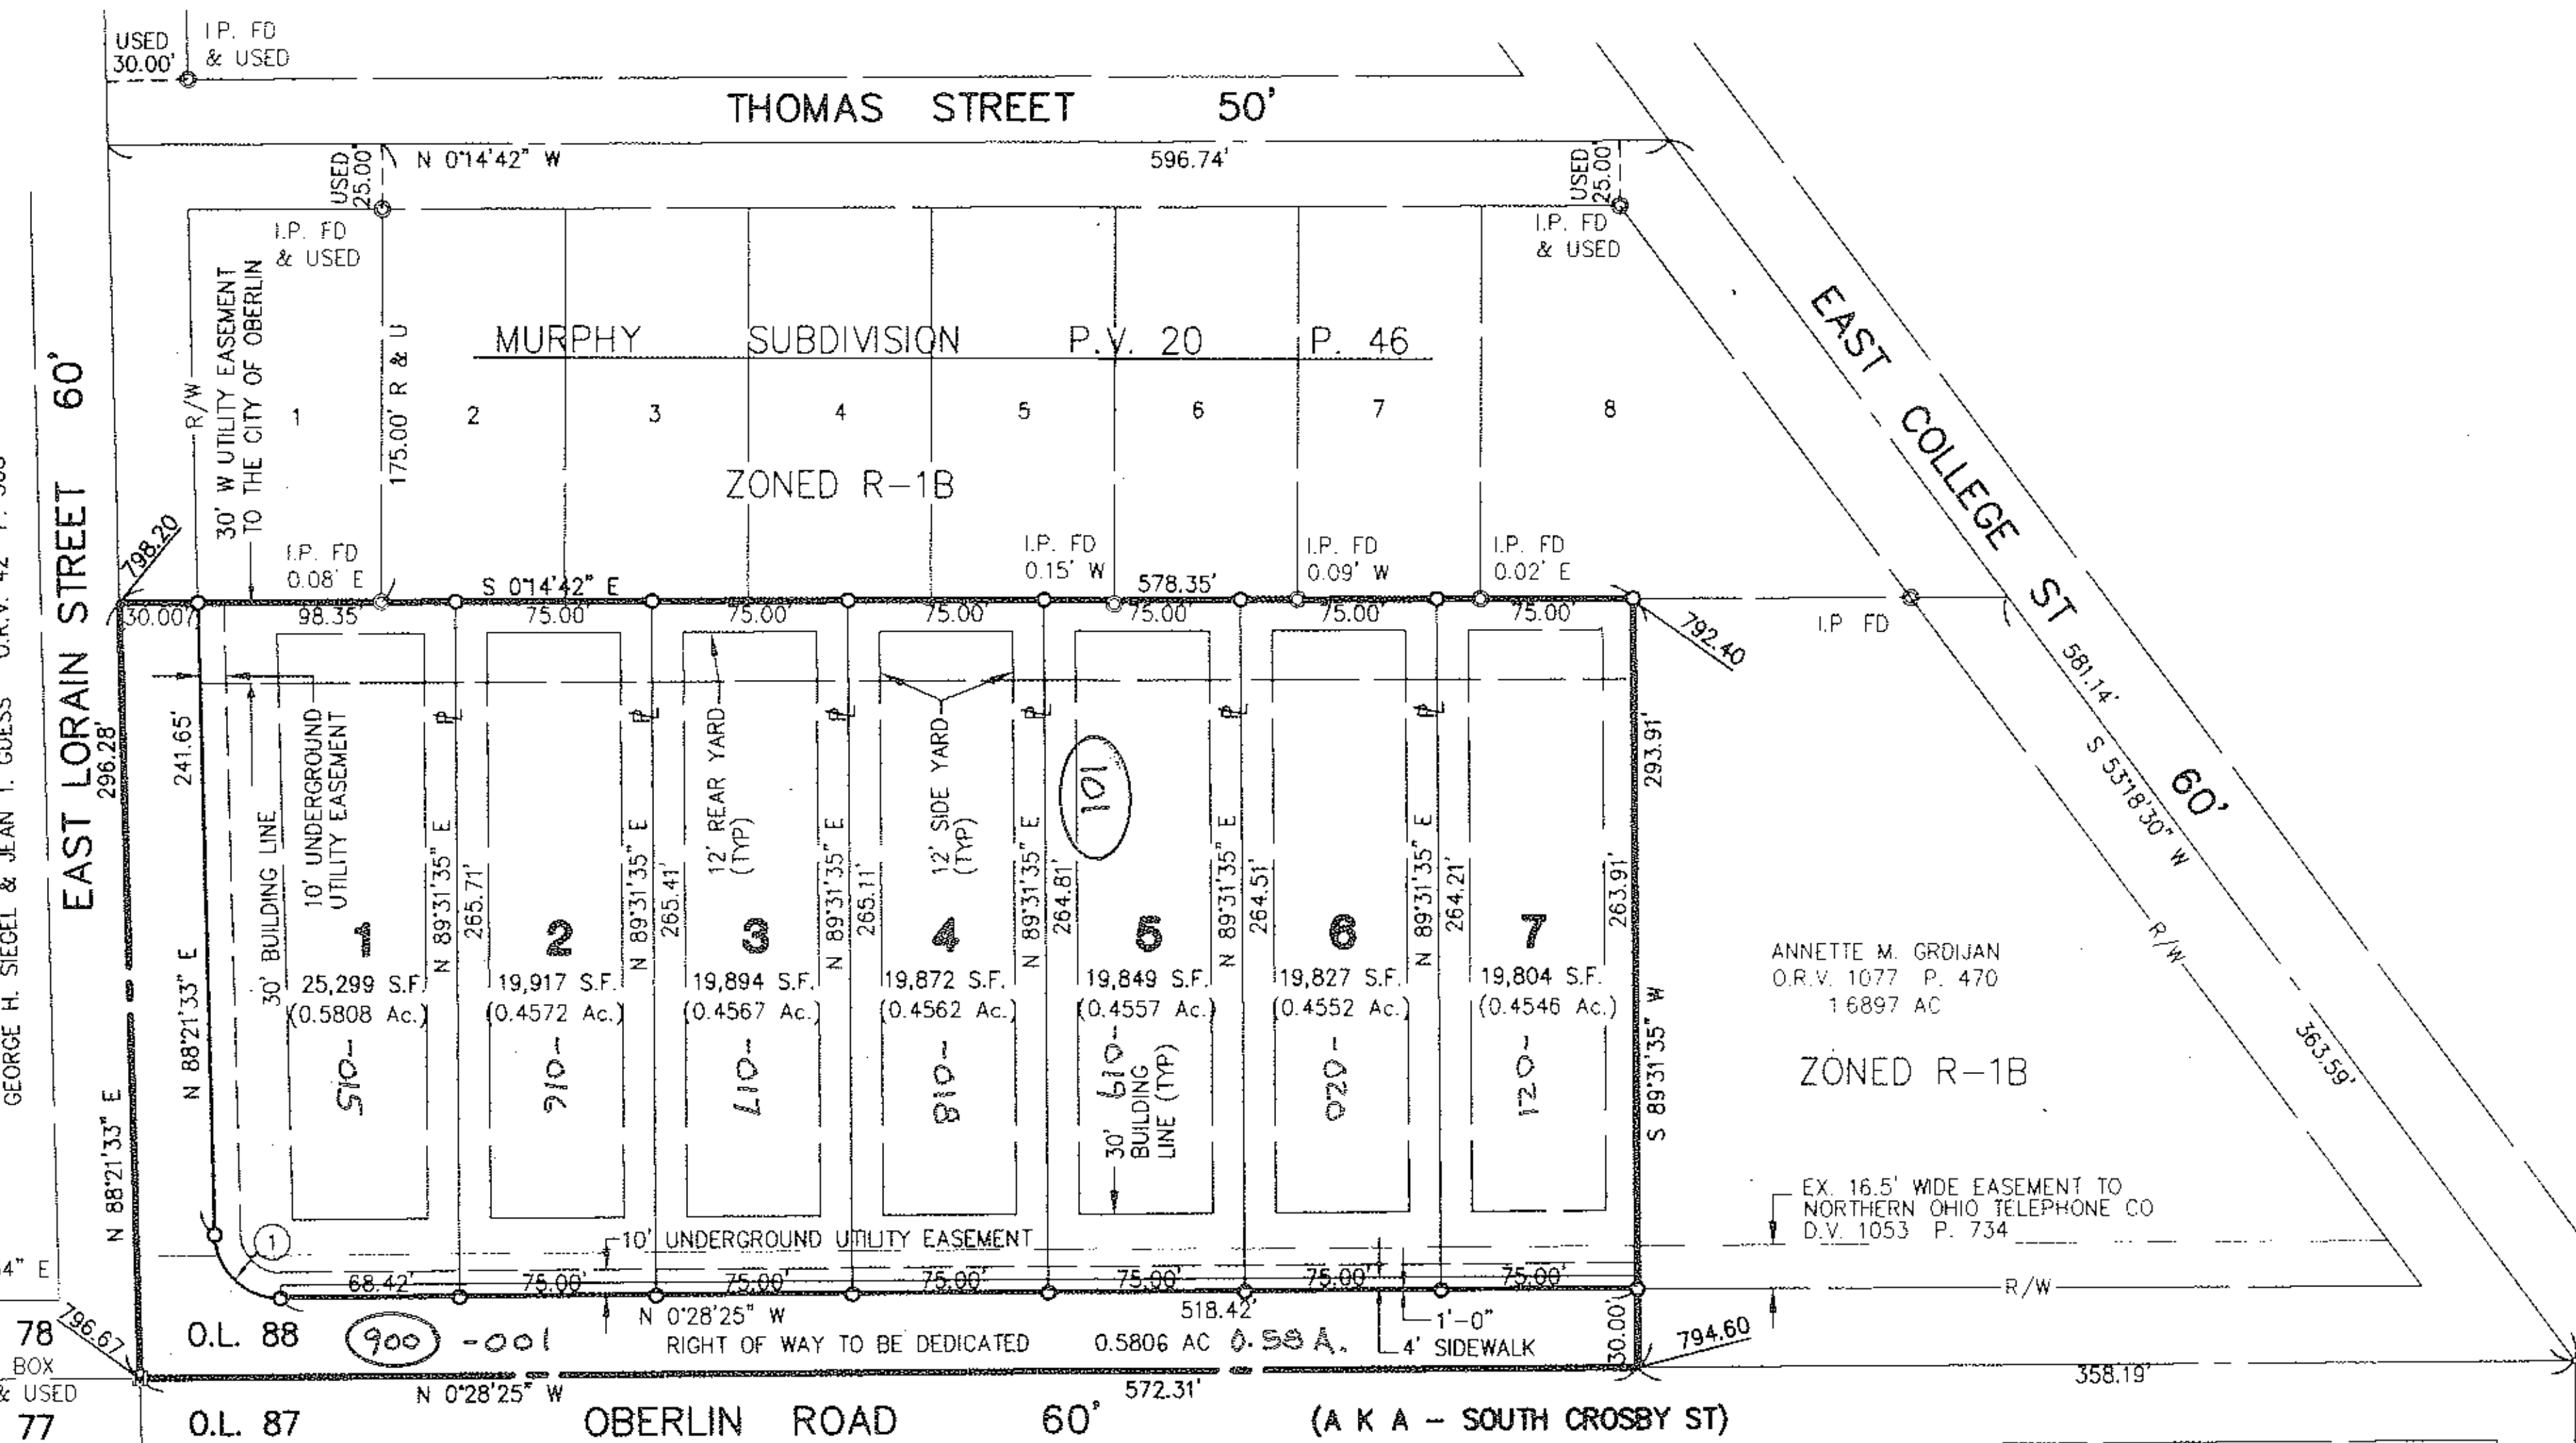 USED
30.00'
I.P. FD
& USED
THOMAS STREET 50'
N 0°14'42" W
596.74'
USED
25.00'
USED
25.00'
I.P. FD
& USED
I.P. FD
& USED
R/W
30' W UTILITY EASEMENT
TO THE CITY OF OBERLIN
175.00' R & U
MURPHY SUBDIVISION P.V. 20 P. 46
1
2
3
4
5
6
7
8
ZONED R-1B
EAST COLLEGE ST 60'
EAST LORAIN STREET 60'
798.20
I.P. FD
0.08' E
I.P. FD
0.15' W
I.P. FD
0.09' W
I.P. FD
0.02' E
I.P FD
S 0°14'42" E
578.35'
30.00'
98.35'
75.00'
75.00'
75.00'
75.00'
75.00'
75.00'
792.40
581.14'
S 53°18'30" W
363.59'
R/W
GEORGE H. SIEGEL & JEAN T. GUESS O.R.V. 42
296.28'
N 88°21'33" E
241.65'
N 88°21'33" E
30' BUILDING LINE
10' UNDERGROUND
UTILITY EASEMENT
12' REAR YARD
(TYP)
12' SIDE YARD
(TYP)
101
N 89°31'35" E
265.71'
N 89°31'35" E
265.41'
N 89°31'35" E
265.11'
N 89°31'35" E
264.81'
N 89°31'35" E
264.51'
N 89°31'35" E
264.21'
263.91'
293.91'
S 89°31'35" W
1
25,299 S.F.
(0.5808 Ac.)
-015
2
19,917 S.F.
(0.4572 Ac.)
-016
3
19,894 S.F.
(0.4567 Ac.)
-017
4
19,872 S.F.
(0.4562 Ac.)
-018
5
19,849 S.F.
(0.4557 Ac.)
-019
30'
BUILDING
LINE (TYP)
6
19,827 S.F.
(0.4552 Ac.)
-020
7
19,804 S.F.
(0.4546 Ac.)
-021
ANNETTE M. GRDIJAN
O.R.V. 1077 P. 470
1.6897 AC
ZONED R-1B
EX. 16.5' WIDE EASEMENT TO
NORTHERN OHIO TELEPHONE CO
D.V. 1053 P. 734
1
10' UNDERGROUND UTILITY EASEMENT
68.42'
75.00'
75.00'
75.00'
75.00'
75.00'
75.00'
R/W
4" E
N 0°28'25" W
518.42'
1'-0"
4' SIDEWALK
30.00'
794.60
796.67
78
BOX
& USED
77
O.L. 88
900 -001
RIGHT OF WAY TO BE DEDICATED 0.5806 AC 0.58 A.
N 0°28'25" W
572.31'
358.19'
O.L. 87
OBERLIN ROAD 60' (A K A - SOUTH CROSBY ST)